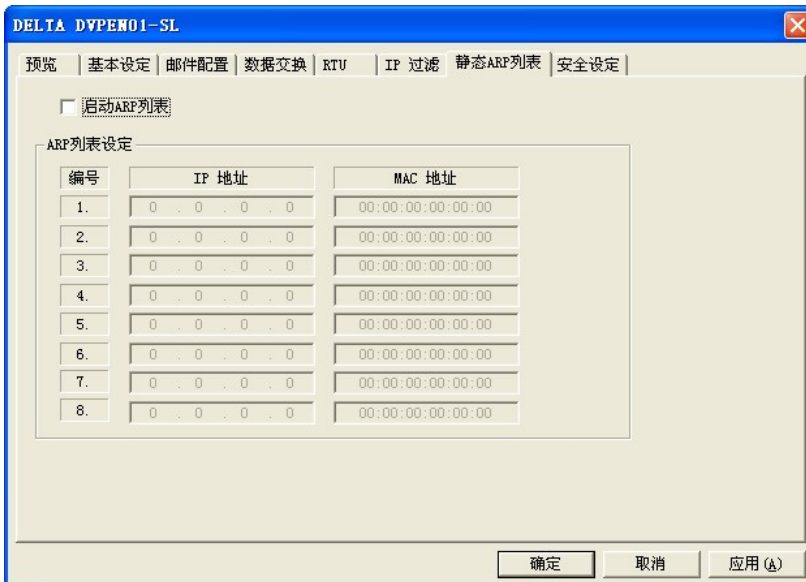 DELTA DVPEN01-SL
预览 基本设定 邮件配置 数据交换 RTU IP 过滤 静态ARP列表 安全设定
启动ARP列表
ARP列表设定
编号 IP 地址 MAC 地址
1. 0 . 0 . 0 . 0 00:00:00:00:00:00
2. 0 . 0 . 0 . 0 00:00:00:00:00:00
3. 0 . 0 . 0 . 0 00:00:00:00:00:00
4. 0 . 0 . 0 . 0 00:00:00:00:00:00
5. 0 . 0 . 0 . 0 00:00:00:00:00:00
6. 0 . 0 . 0 . 0 00:00:00:00:00:00
7. 0 . 0 . 0 . 0 00:00:00:00:00:00
8. 0 . 0 . 0 . 0 00:00:00:00:00:00
确定 取消 应用(A)